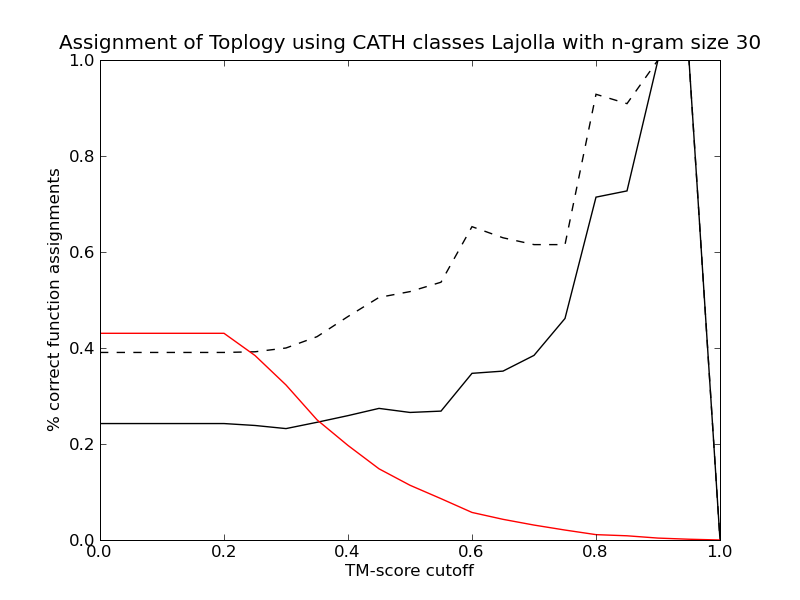 Assignment of Toplogy using CATH classes Lajolla with n-gram size 30
1.0
0.8
0.6
0.4
0.2
0.0
% correct function assignments
0.0 0.2 0.4 0.6 0.8 1.0
TM-score cutoff